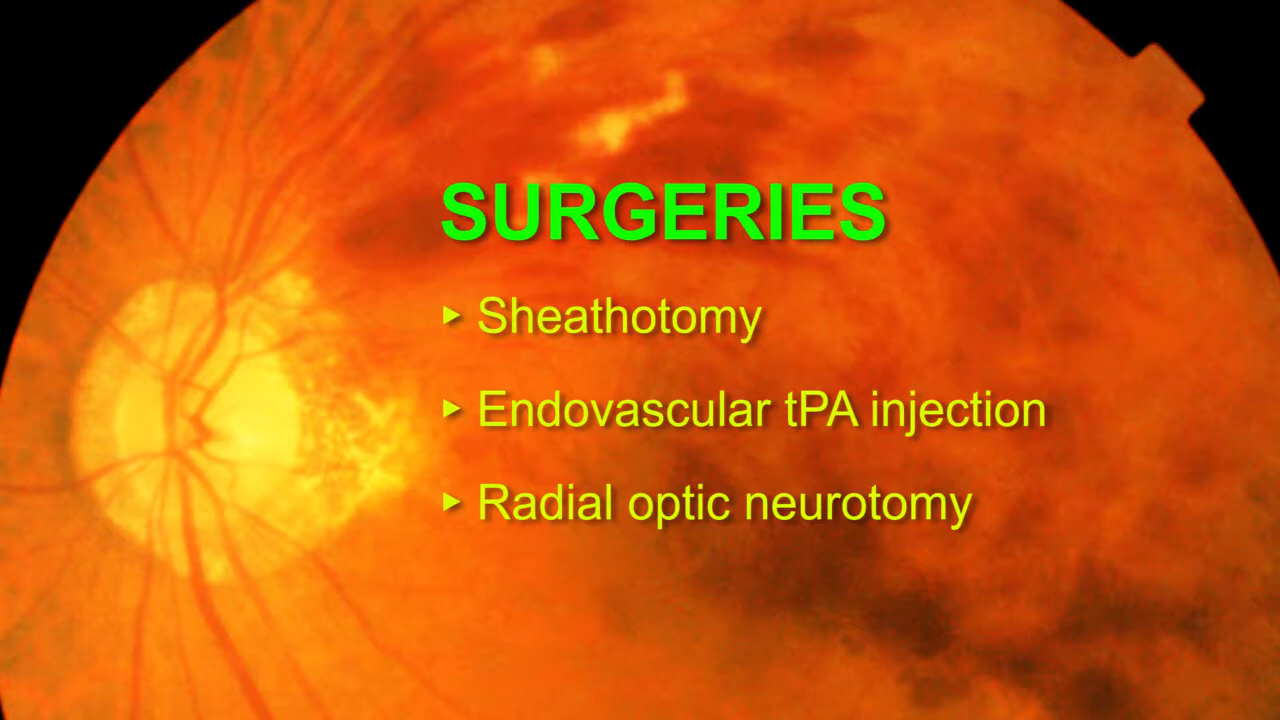 SURGERIES
▸ Sheathotomy
▸ Endovascular tPA injection
▸ Radial optic neurotomy